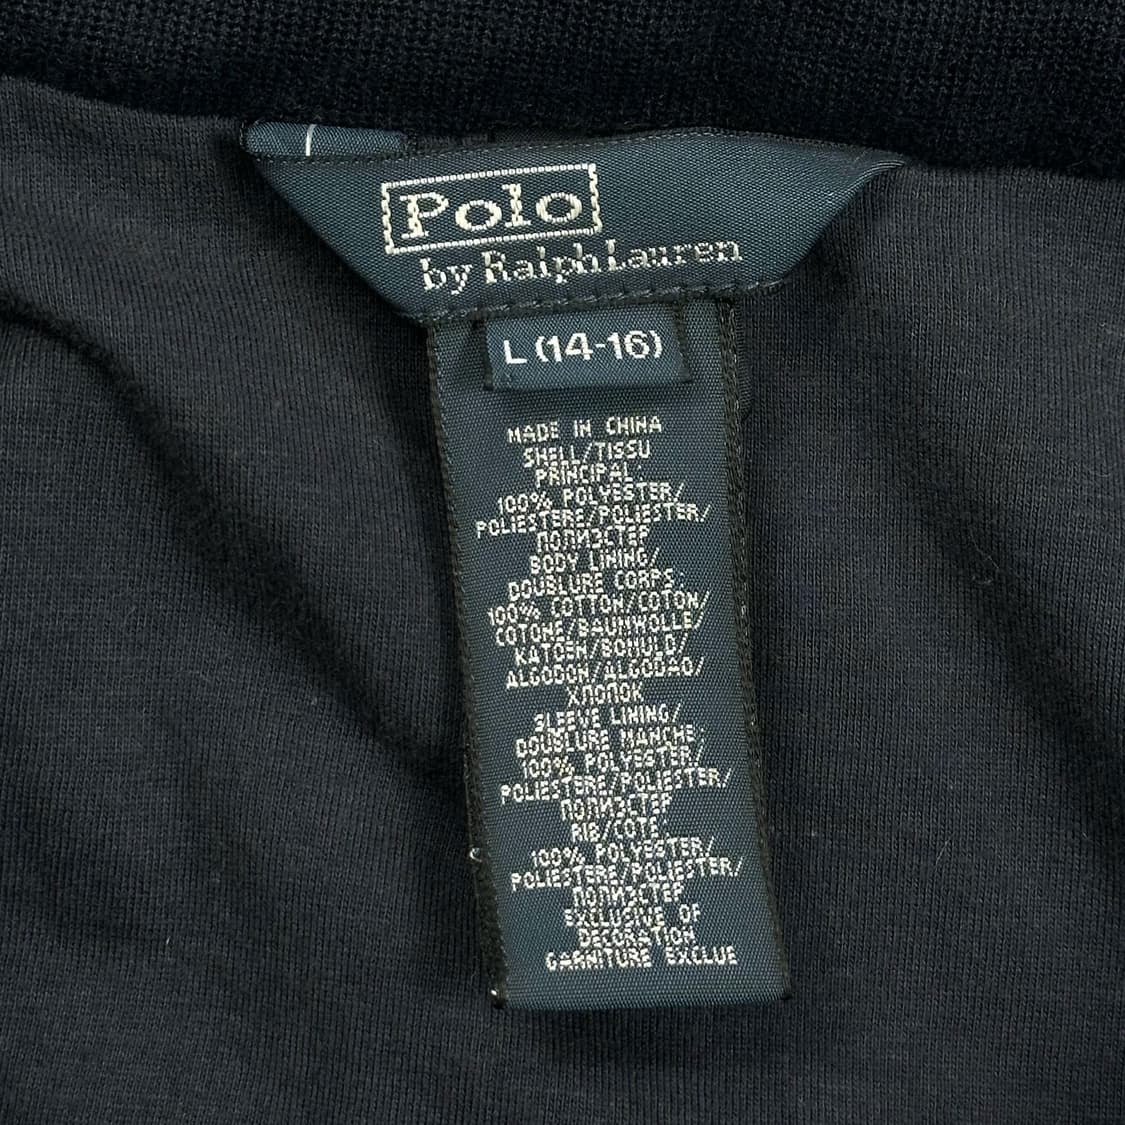 Polo
by Ralph Lauren
L (14-16)
MADE IN CHINA
SHELL/TISSU
PRINCIPAL:
100% POLYESTER/
POLIESTERE/POLIESTER/
ПОЛИЭСТЕР
BODY LINING/
DOUBLURE CORPS:
100% COTTON/COTON/
COTONE/BAUMWOLLE/
KATOEN/BOMULD/
ALGODON/ALGODAO/
ХЛОПОК
SLEEVE LINING/
DOUBLURE MANCHE
100% POLYESTER/
POLIESTERE/POLIESTER/
ПОЛИЭСТЕР
RIB/COTE
100% POLYESTER/
POLIESTERE/POLIESTER/
ПОЛИЭСТЕР
EXCLUSIVE OF
DECORATION
GARNITURE EXCLUE